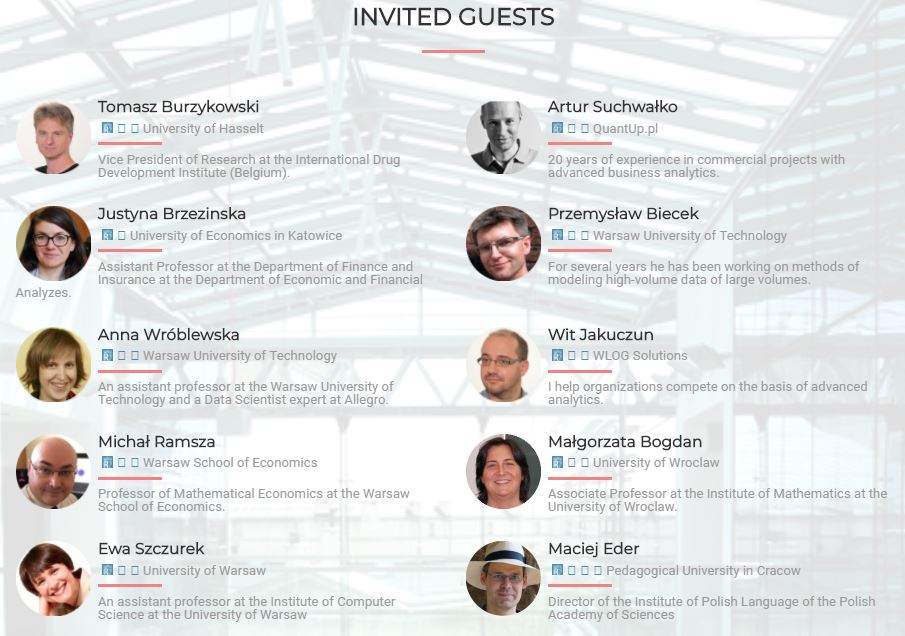 INVITED GUESTS
Tomasz Burzykowski
University of Hasselt
Vice President of Research at the International Drug
Development Institute (Belgium).
Artur Suchwałko
QuantUp.pl
20 years of experience in commercial projects with
advanced business analytics.
Justyna Brzezinska
University of Economics in Katowice
Assistant Professor at the Department of Finance and
Insurance at the Department of Economic and Financial
Analyzes.
Przemysław Biecek
Warsaw University of Technology
For several years he has been working on methods of
modeling high-volume data of large volumes.
Anna Wróblewska
Warsaw University of Technology
An assistant professor at the Warsaw University of
Technology and a Data Scientist expert at Allegro.
Wit Jakuczun
WLOG Solutions
I help organizations compete on the basis of advanced
analytics.
Michał Ramsza
Warsaw School of Economics
Professor of Mathematical Economics at the Warsaw
School of Economics.
Małgorzata Bogdan
University of Wroclaw
Associate Professor at the Institute of Mathematics at the
University of Wroclaw.
Ewa Szczurek
University of Warsaw
An assistant professor at the Institute of Computer
Science at the University of Warsaw
Maciej Eder
Pedagogical University in Cracow
Director of the Institute of Polish Language of the Polish
Academy of Sciences